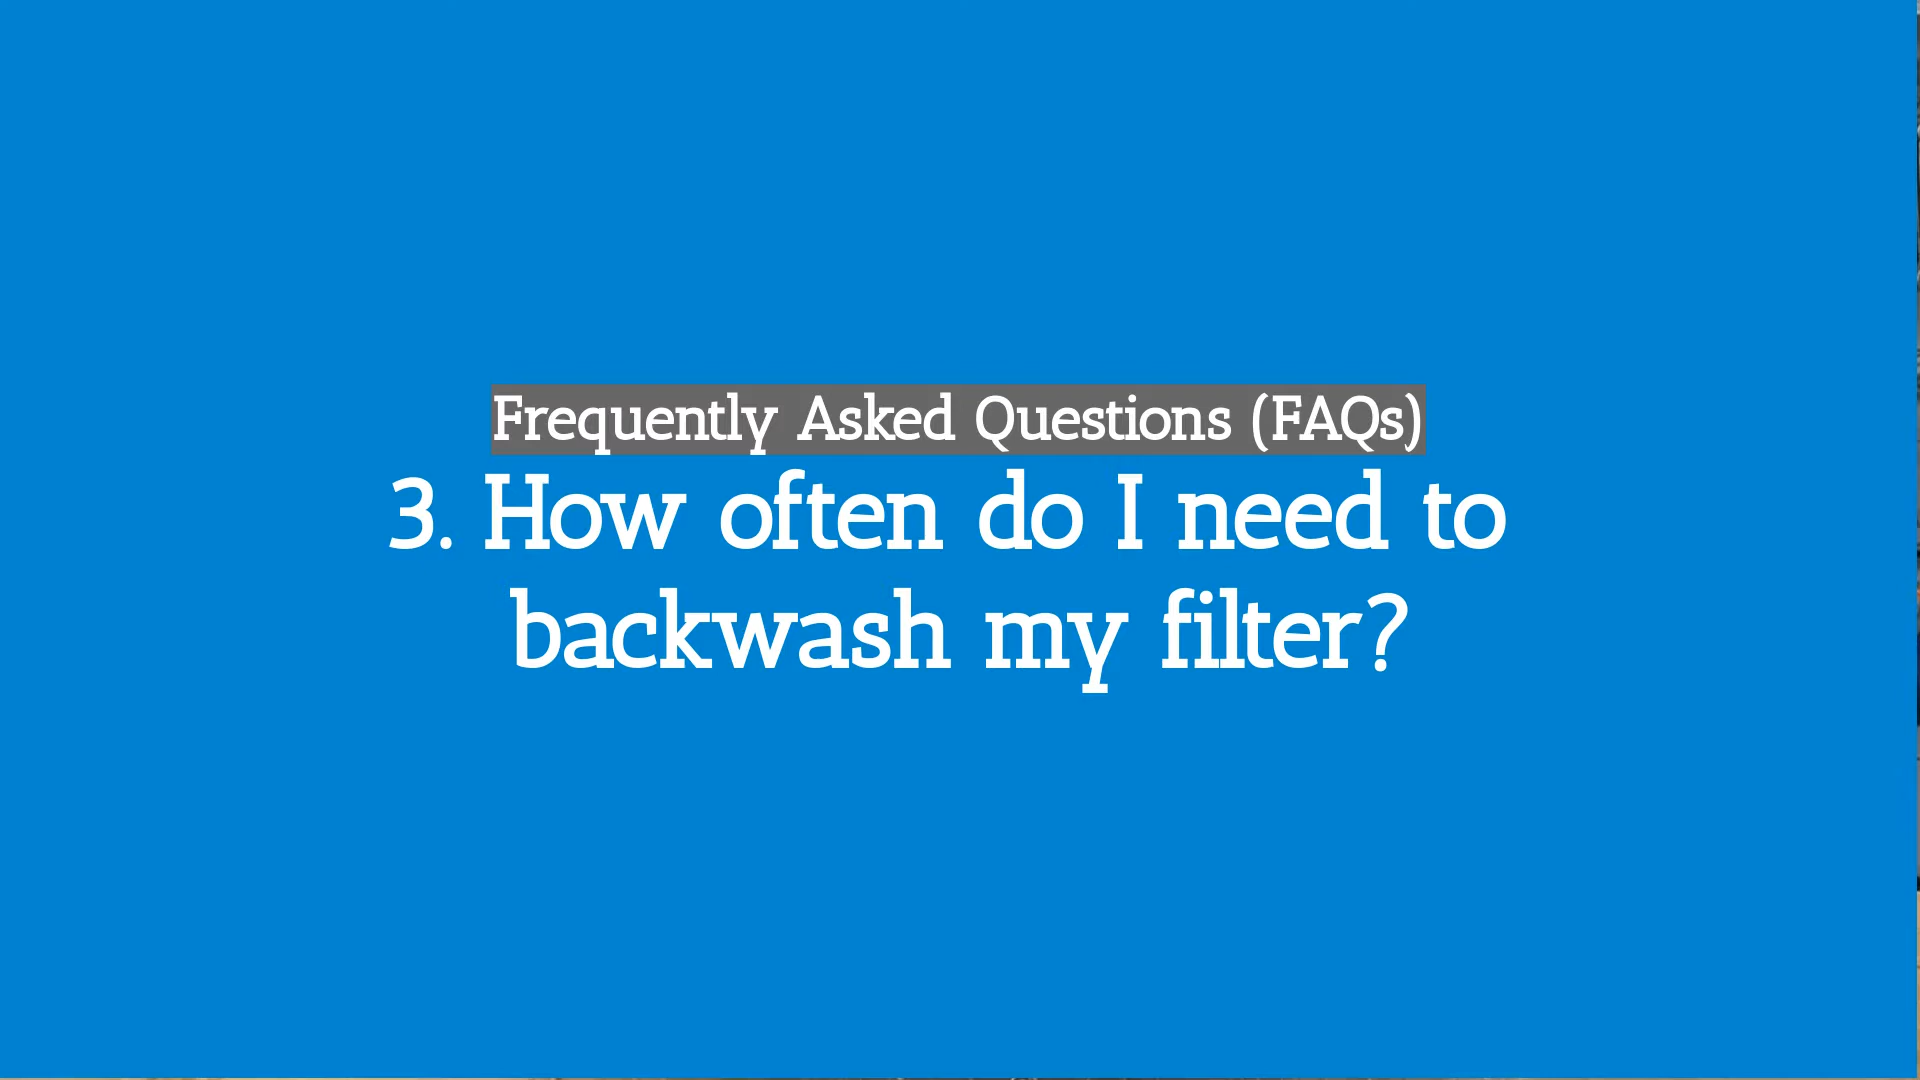 Frequently Asked Questions (FAQs)
3. How often do I need to
backwash my filter?